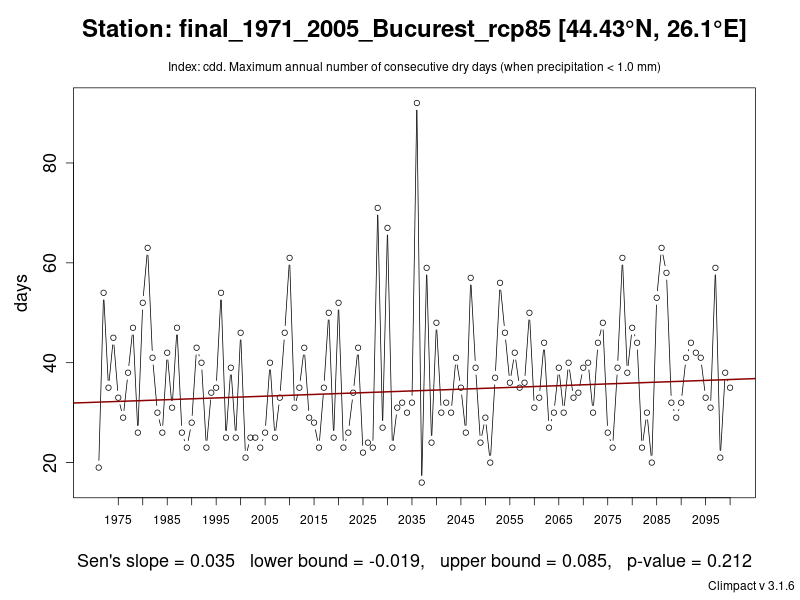 Station: final_1971_2005_Bucurest_rcp85 [44.43°N, 26.1°E]
Index: cdd. Maximum annual number of consecutive dry days (when precipitation < 1.0 mm)
80
60
40
20
days
1975 1985 1995 2005 2015 2025 2035 2045 2055 2065 2075 2085 2095
Sen's slope = 0.035 lower bound = -0.019, upper bound = 0.085, p-value = 0.212
Climpact v 3.1.6